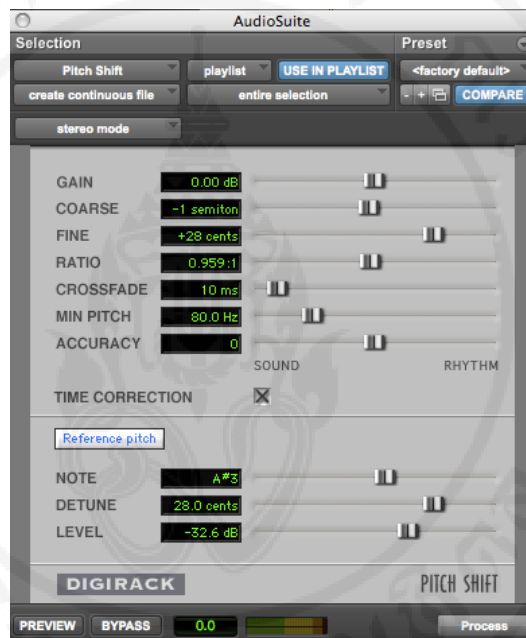 AudioSuite
Selection
Preset
Pitch Shift
playlist
USE IN PLAYLIST
<factory default>
create continuous file
entire selection
- +
COMPARE
stereo mode
GAIN 0.00 dB
COARSE -1 semiton
FINE +28 cents
RATIO 0.959:1
CROSSFADE 10 ms
MIN PITCH 80.0 Hz
ACCURACY 0
SOUND RHYTHM
TIME CORRECTION
Reference pitch
NOTE A#3
DETUNE 28.0 cents
LEVEL -32.6 dB
DIGIRACK PITCH SHIFT
PREVIEW BYPASS 0.0 Process